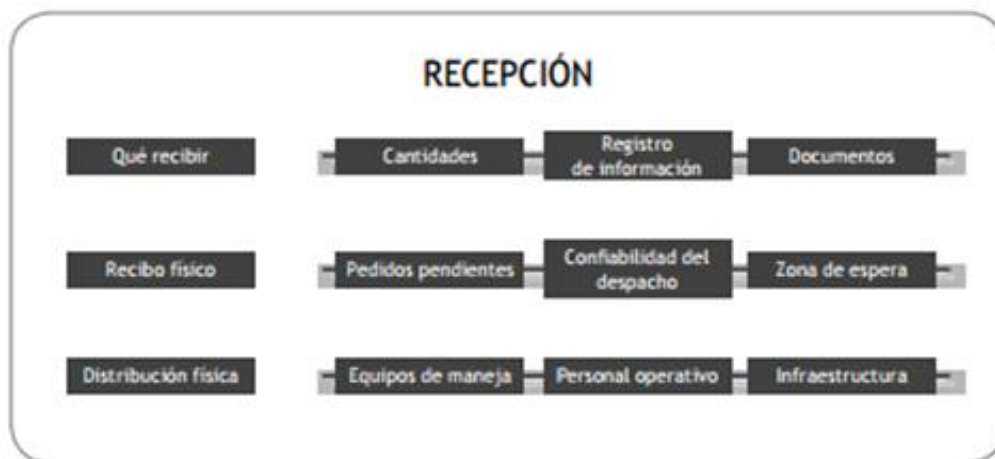 RECEPCIÓN
Qué recibir
Cantidades
Registro
de información
Documentos
Recibo físico
Pedidos pendientes
Confiabilidad del
despacho
Zona de espera
Distribución física
Equipos de maneja
Personal operativo
Infraestructura